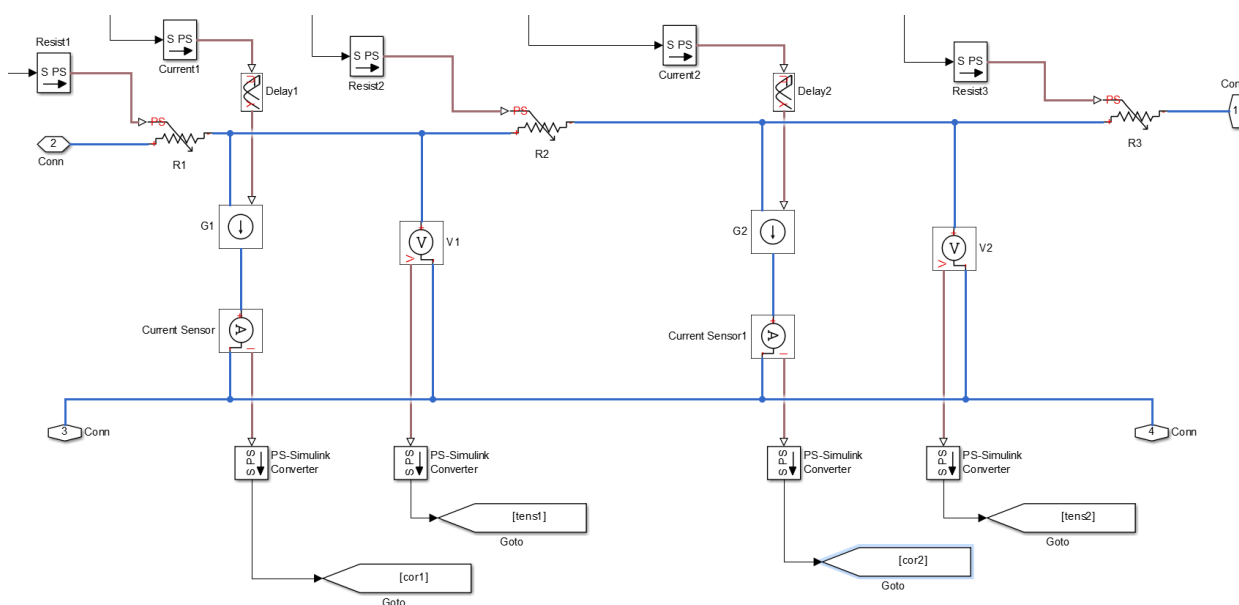 Resist1
S PS
S PS
Current1
Delay1
S PS
Resist2
S PS
Current2
Delay2
S PS
Resist3
PS
R1
2
Conn
R2
PS
PS
R3
1
G1
V
V
V1
G2
V
V
V2
Current Sensor
A
I
Current Sensor1
A
I
3
Conn
4
Conn
S PS
PS-Simulink
Converter
S PS
PS-Simulink
Converter
S PS
PS-Simulink
Converter
S PS
PS-Simulink
Converter
[tens1]
Goto
[tens2]
Goto
[cor1]
Goto
[cor2]
Goto